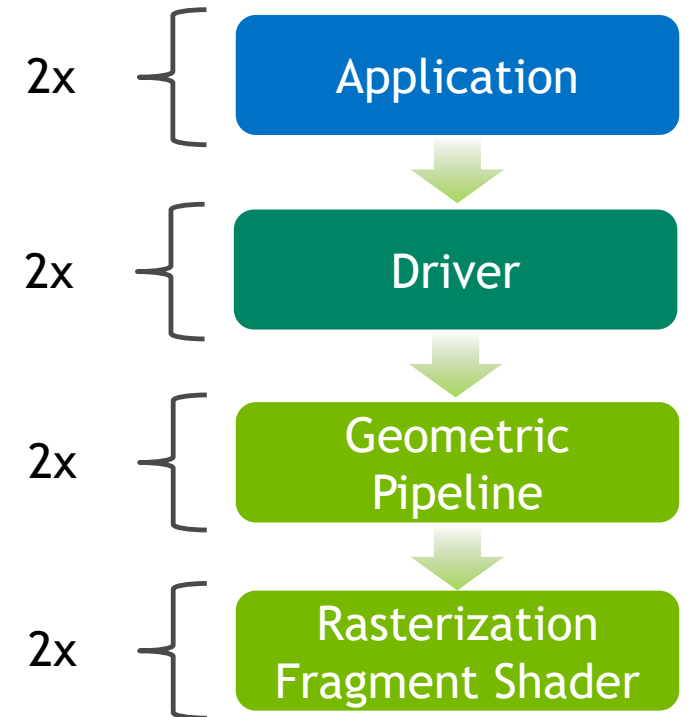 2x
Application
2x
Driver
2x
Geometric
Pipeline
2x
Rasterization
Fragment Shader